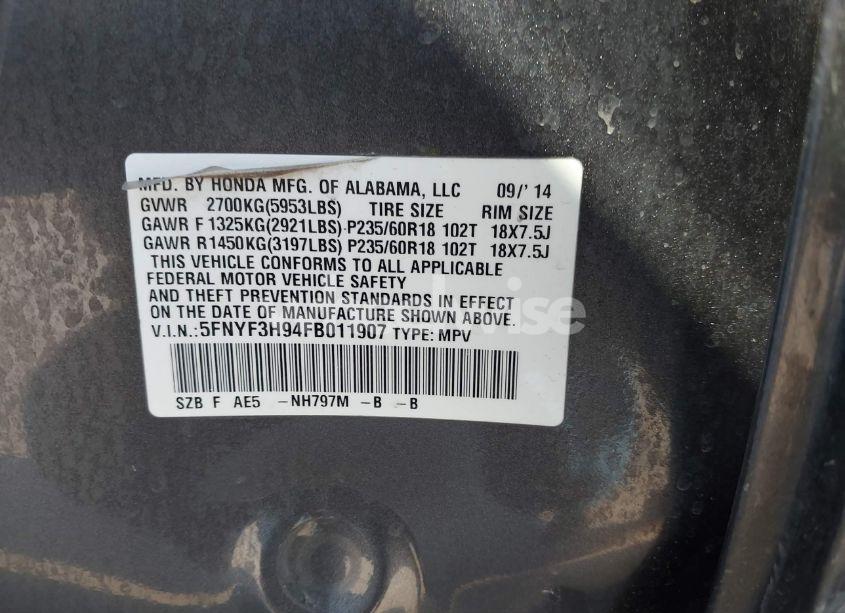 MFD. BY HONDA MFG. OF ALABAMA, LLC 09/' 14
GVWR 2700KG(5953LBS) TIRE SIZE RIM SIZE
GAWR F 1325KG(2921LBS) P235/60R18 102T 18X7.5J
GAWR R1450KG(3197LBS) P235/60R18 102T 18X7.5J
THIS VEHICLE CONFORMS TO ALL APPLICABLE
FEDERAL MOTOR VEHICLE SAFETY
AND THEFT PREVENTION STANDARDS IN EFFECT
ON THE DATE OF MANUFACTURE SHOWN ABOVE.
V.I.N.:5FNYF3H94FB011907 TYPE: MPV
SZB F AE5 -NH797M -B -B